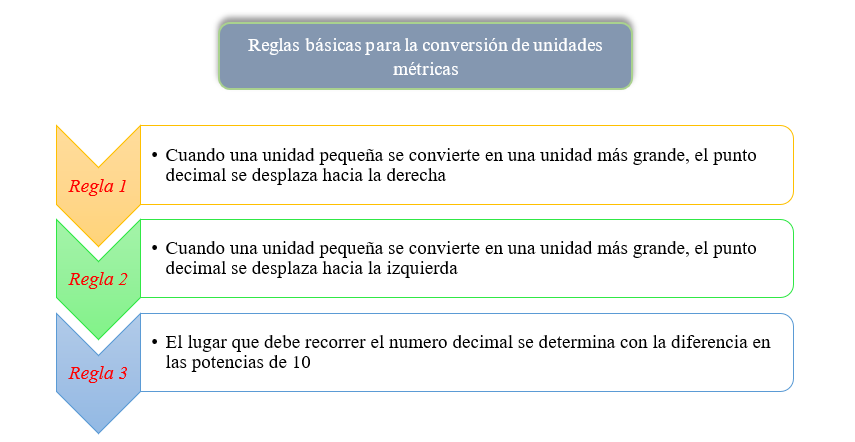 Reglas básicas para la conversión de unidades
métricas
Regla 1
• Cuando una unidad pequeña se convierte en una unidad más grande, el punto
decimal se desplaza hacia la derecha
Regla 2
• Cuando una unidad pequeña se convierte en una unidad más grande, el punto
decimal se desplaza hacia la izquierda
Regla 3
• El lugar que debe recorrer el numero decimal se determina con la diferencia en
las potencias de 10